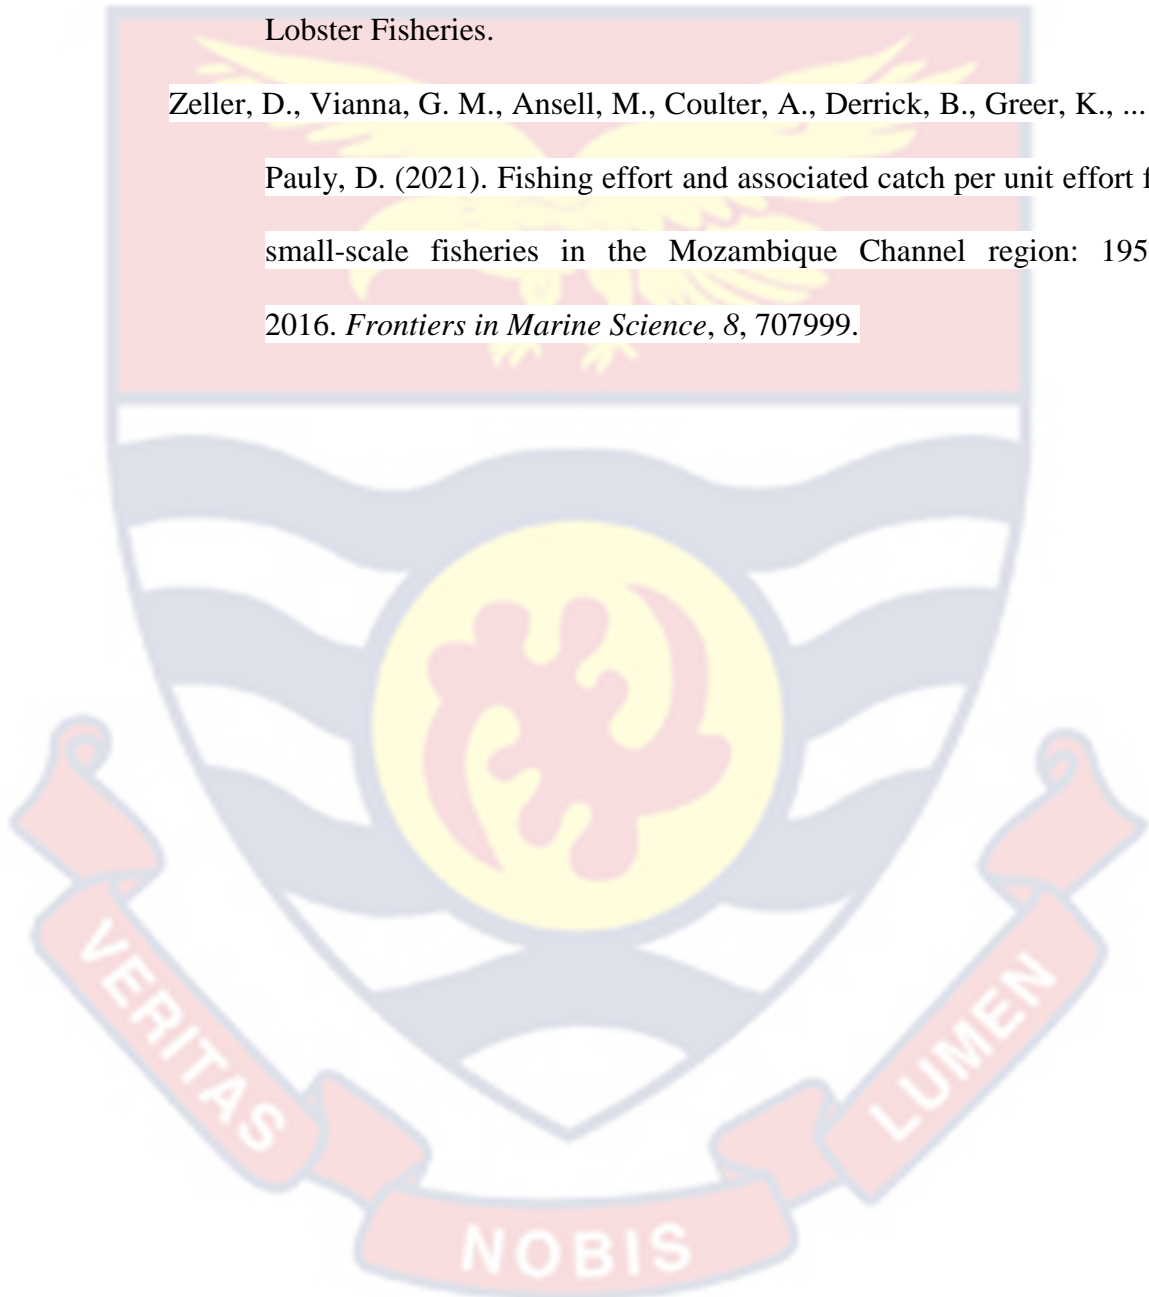 Lobster Fisheries.
Zeller, D., Vianna, G. M., Ansell, M., Coulter, A., Derrick, B., Greer, K., ...
Pauly, D. (2021). Fishing effort and associated catch per unit effort
small-scale fisheries in the Mozambique Channel region: 195
2016. Frontiers in Marine Science, 8, 707999.
VERITAS
NOBIS
LUMEN